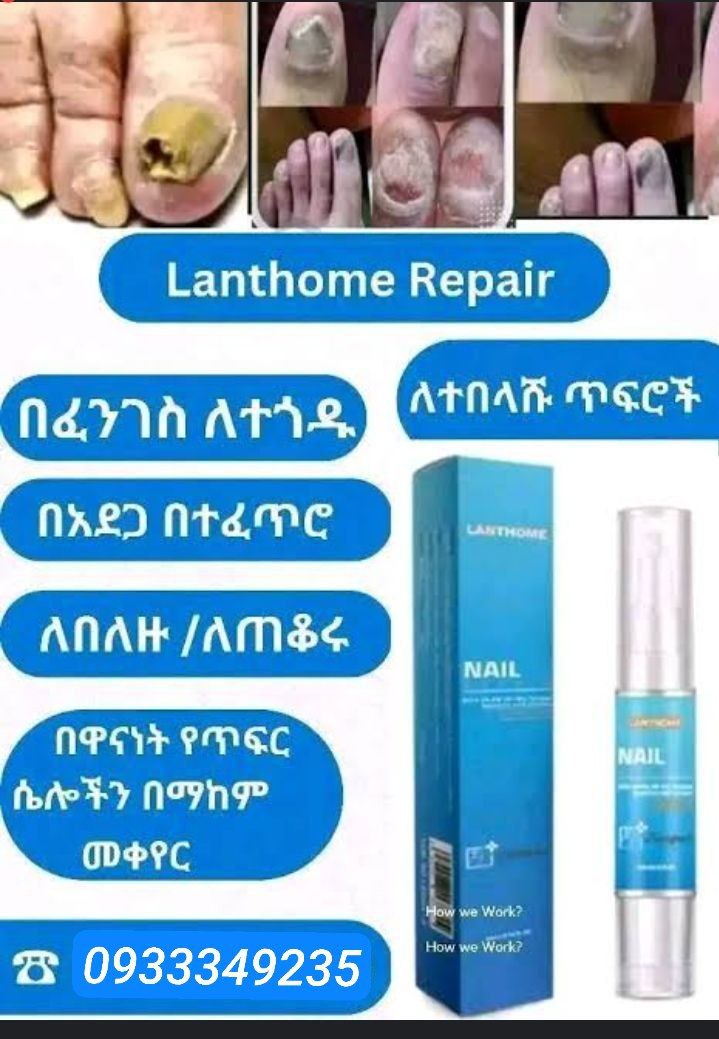 Lanthome Repair
ለተበላሹ ጥፍሮች
በፈንገስ ለተጎዱ
በአደጋ በተፈጥሮ
ለበለዙ /ለጠቆሩ
በዋናነት የጥፍር
ሴሎችን በማከም
መቀየር
☎ 0933349235
LANTHOME
NAIL
How we Work?
How we Work?
LANTHOME
NAIL